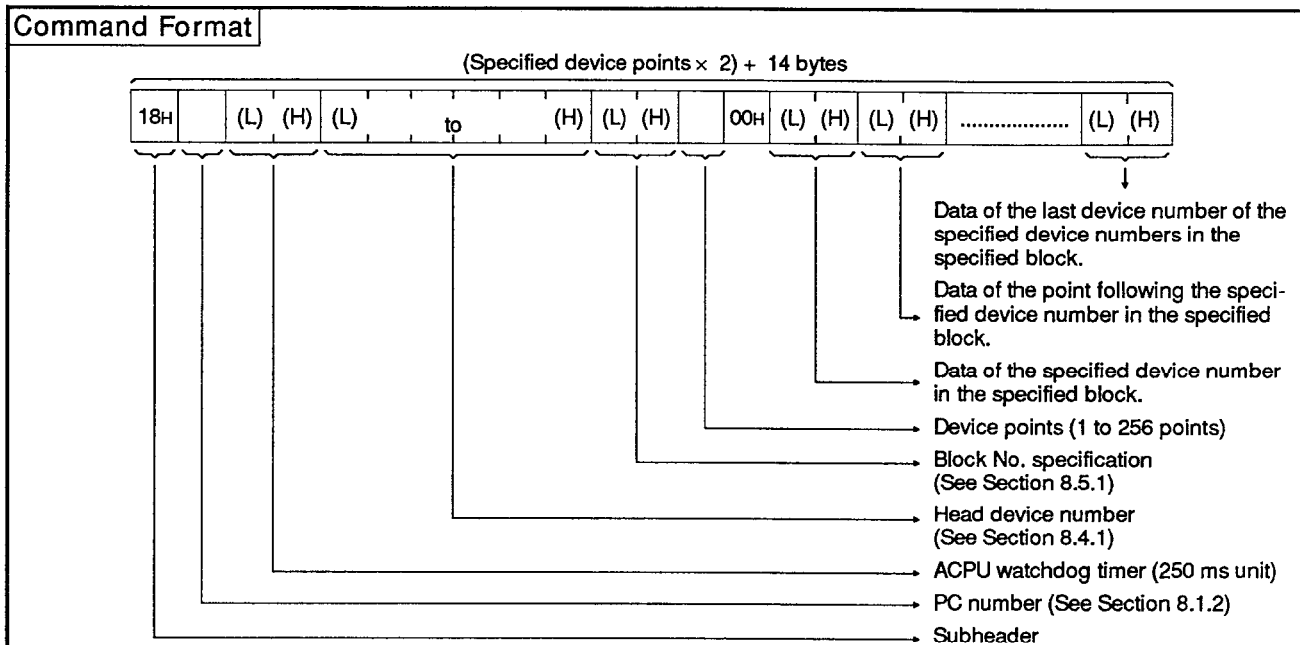 Command Format
(Specified device points × 2) + 14 bytes
18H (L) (H) (L) to (H) (L) (H) 00H (L) (H) (L) (H) .................. (L) (H)
Data of the last device number of the
specified device numbers in the
specified block.
Data of the point following the speci-
fied device number in the specified
block.
Data of the specified device number
in the specified block.
Device points (1 to 256 points)
Block No. specification
(See Section 8.5.1)
Head device number
(See Section 8.4.1)
ACPU watchdog timer (250 ms unit)
PC number (See Section 8.1.2)
Subheader